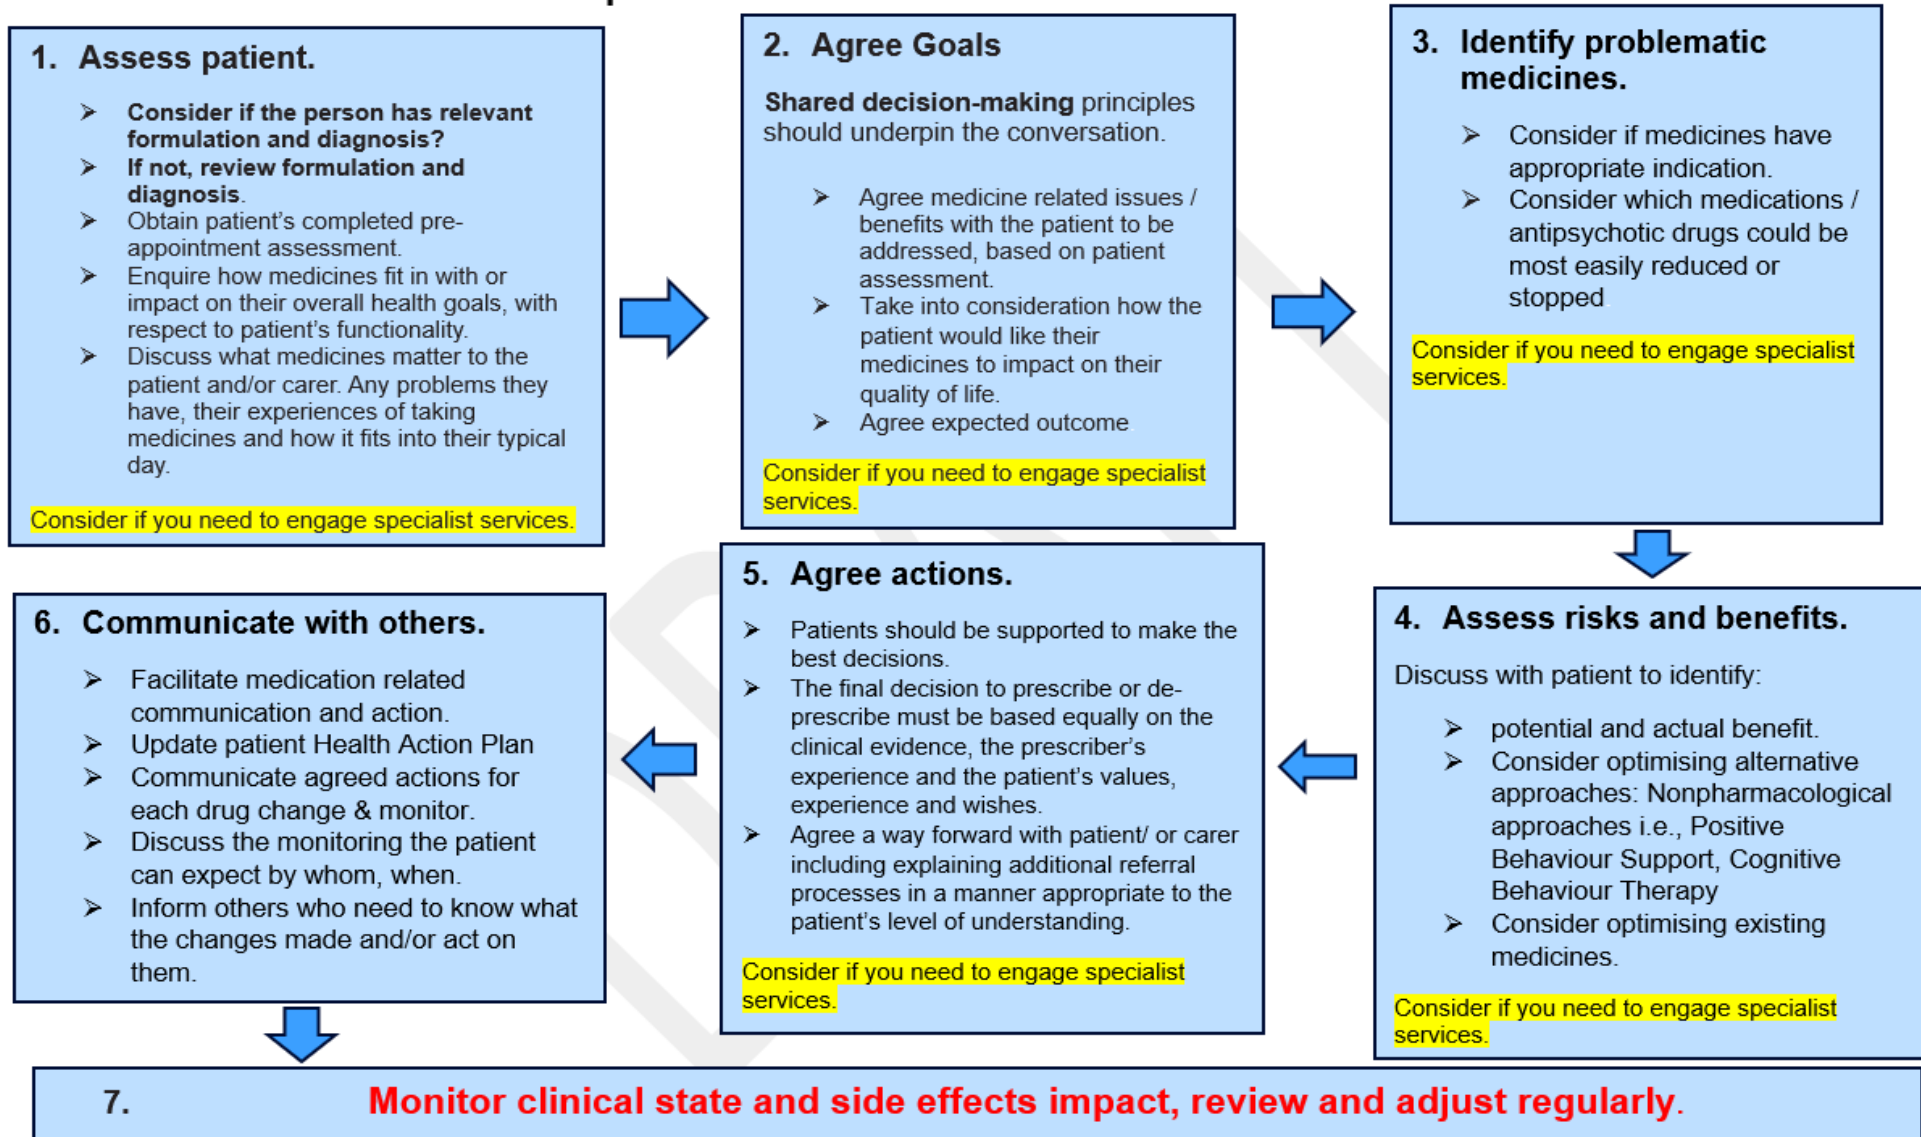 1. Assess patient.
➢ Consider if the person has relevant
formulation and diagnosis?
➢ If not, review formulation and
diagnosis.
➢ Obtain patient's completed pre-
appointment assessment.
➢ Enquire how medicines fit in with or
impact on their overall health goals, with
respect to patient's functionality.
➢ Discuss what medicines matter to the
patient and/or carer. Any problems they
have, their experiences of taking
medicines and how it fits into their typical
day.
Consider if you need to engage specialist services.
2. Agree Goals
Shared decision-making principles
should underpin the conversation.
➢ Agree medicine related issues /
benefits with the patient to be
addressed, based on patient
assessment.
➢ Take into consideration how the
patient would like their
medicines to impact on their
quality of life.
➢ Agree expected outcome
Consider if you need to engage specialist
services.
3. Identify problematic
medicines.
➢ Consider if medicines have
appropriate indication.
➢ Consider which medications /
antipsychotic drugs could be
most easily reduced or
stopped
Consider if you need to engage specialist
services.
4. Assess risks and benefits.
Discuss with patient to identify:
➢ potential and actual benefit.
➢ Consider optimising alternative
approaches: Nonpharmacological
approaches i.e., Positive
Behaviour Support, Cognitive
Behaviour Therapy
➢ Consider optimising existing
medicines.
Consider if you need to engage specialist
services.
5. Agree actions.
➢ Patients should be supported to make the
best decisions.
➢ The final decision to prescribe or de-
prescribe must be based equally on the
clinical evidence, the prescriber's
experience and the patient's values,
experience and wishes.
➢ Agree a way forward with patient/ or carer
including explaining additional referral
processes in a manner appropriate to the
patient's level of understanding.
Consider if you need to engage specialist
services.
6. Communicate with others.
➢ Facilitate medication related
communication and action.
➢ Update patient Health Action Plan
➢ Communicate agreed actions for
each drug change & monitor.
➢ Discuss the monitoring the patient
can expect by whom, when.
➢ Inform others who need to know what
the changes made and/or act on
them.
7. Monitor clinical state and side effects impact, review and adjust regularly.